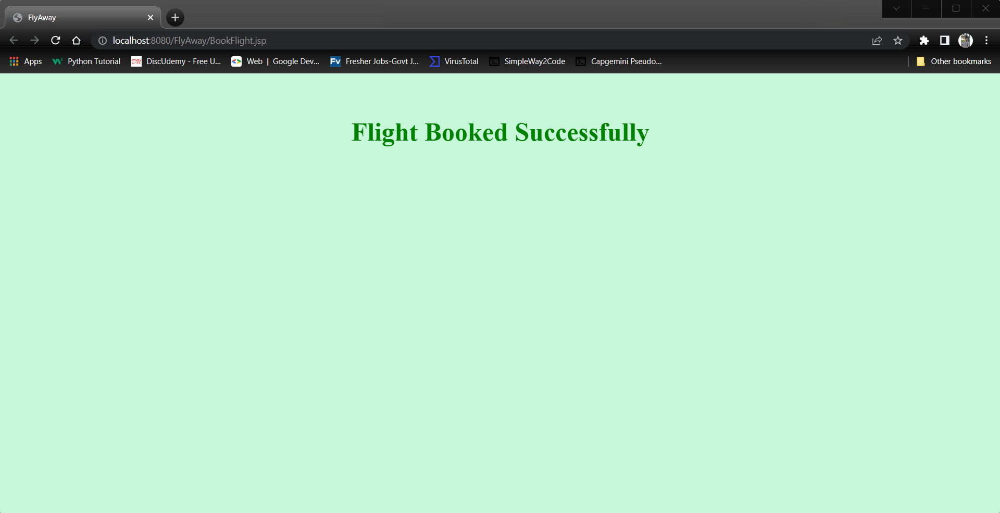 FlyAway
localhost:8080/FlyAway/BookFlight.jsp
Apps Python Tutorial DiscUdemy - Free U... Web | Google Dev... Fresher Jobs-Govt J... VirusTotal SimpleWay2Code Capgemini Pseudo... Other bookmarks
Flight Booked Successfully